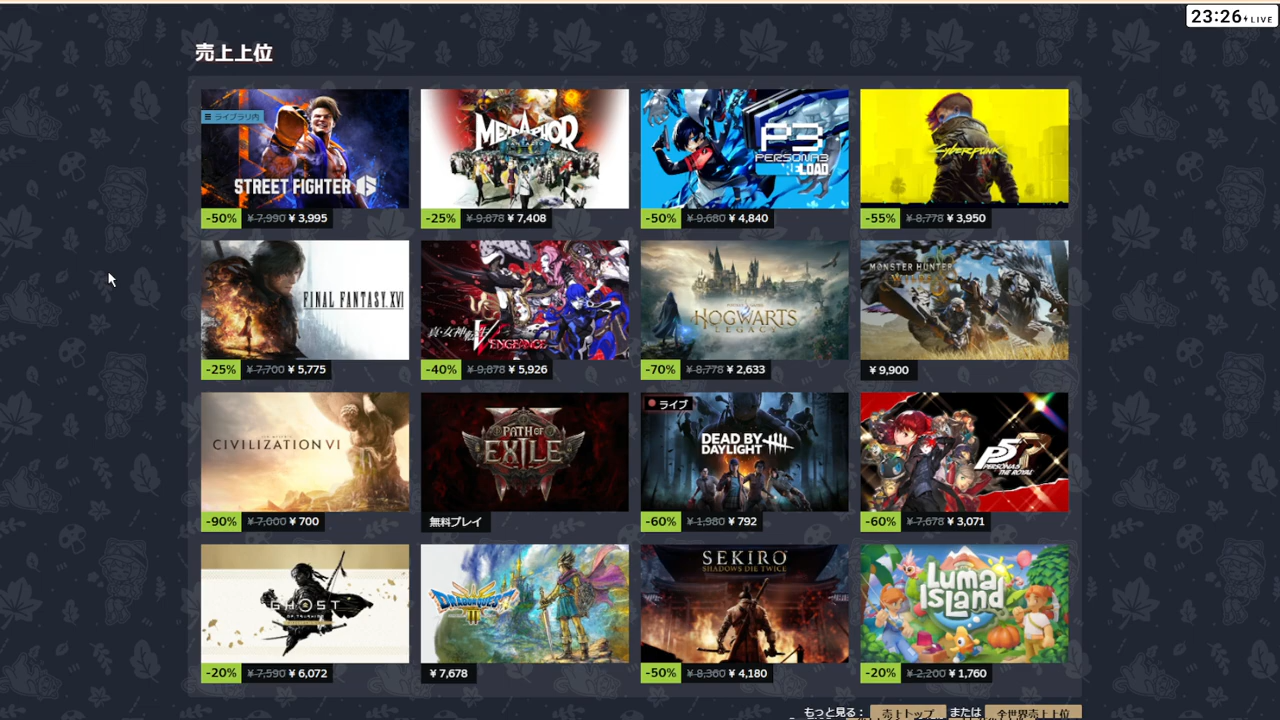 23:26 LIVE
売上上位
ライブラリ内
STREET FIGHTER 6
-50% ¥ 7,990 ¥ 3,995
METAPHOR
-25% ¥ 9,878 ¥ 7,408
P3
PERSONA3
RELOAD
-50% ¥ 9,680 ¥ 4,840
Cyberpunk
-55% ¥ 8,778 ¥ 3,950
FINAL FANTASY XVI
-25% ¥ 7,700 ¥ 5,775
真・女神転生
V
VENGEANCE
-40% ¥ 9,878 ¥ 5,926
HOGWARTS
LEGACY
-70% ¥ 8,778 ¥ 2,633
MONSTER HUNTER
WILDS
¥ 9,900
CIVILIZATION VI
-90% ¥ 7,000 ¥ 700
PATH OF
EXILE
無料プレイ
ライブ
DEAD BY
DAYLIGHT
-60% ¥ 1,980 ¥ 792
P5
PERSONA5
THE ROYAL
-60% ¥ 7,678 ¥ 3,071
GHOST
OF TSUSHIMA
-20% ¥ 7,590 ¥ 6,072
DRAGON QUEST
III
¥ 7,678
SEKIRO
SHADOWS DIE TWICE
-50% ¥ 8,360 ¥ 4,180
Luma
Island
-20% ¥ 2,200 ¥ 1,760
もっと見る： 売上トップ または 全世界売上上位